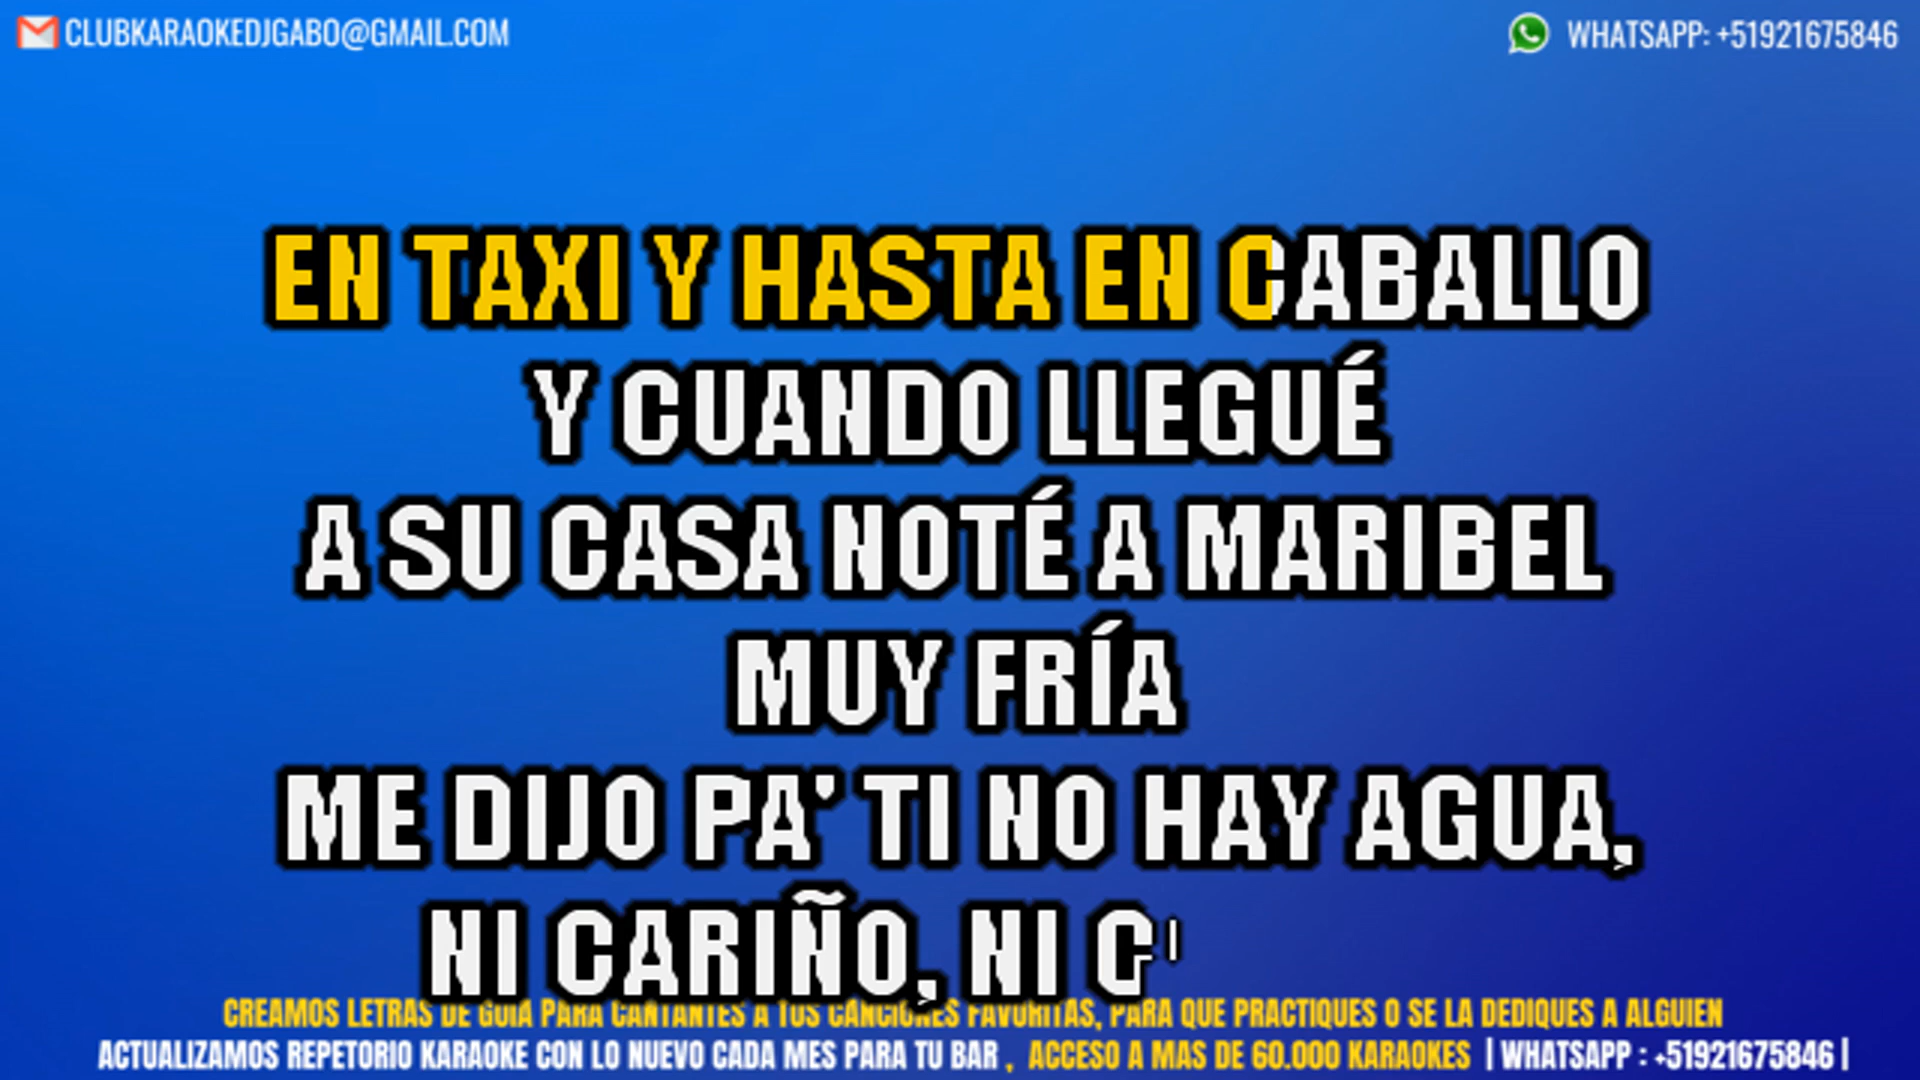 CLUBKARAOKEDJGABO@GMAIL.COM
WHATSAPP: +51921675846
EN TAXI Y HASTA EN CABALLO
Y CUANDO LLEGUÉ
A SU CASA NOTÉ A MARIBEL
MUY FRÍA
ME DIJO PA' TI NO HAY AGUA,
NI CARIÑO, NI
CREAMOS LETRAS DE GUIA PARA CANTANTES A TUS CANCIONES FAVORITAS, PARA QUE PRACTIQUES O SE LA DEDIQUES A ALGUIEN
ACTUALIZAMOS REPETORIO KARAOKE CON LO NUEVO CADA MES PARA TU BAR , ACCESO A MAS DE 60.000 KARAOKES | WHATSAPP : +51921675846 |